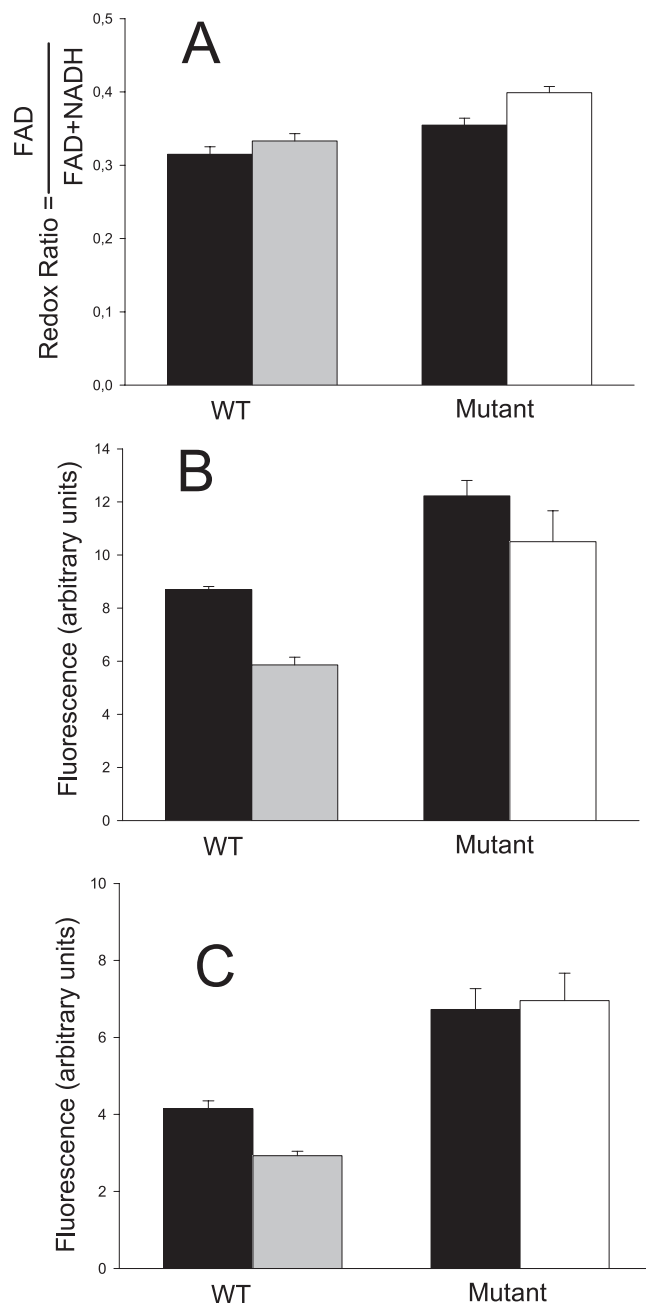 A
Redox Ratio = FAD
FAD+NADH
0,5
0,4
0,3
0,2
0,1
0,0
WT Mutant
B
Fluorescence (arbitrary units)
14
12
10
8
6
4
2
0
WT Mutant
C
Fluorescence (arbitrary units)
10
8
6
4
2
0
WT Mutant